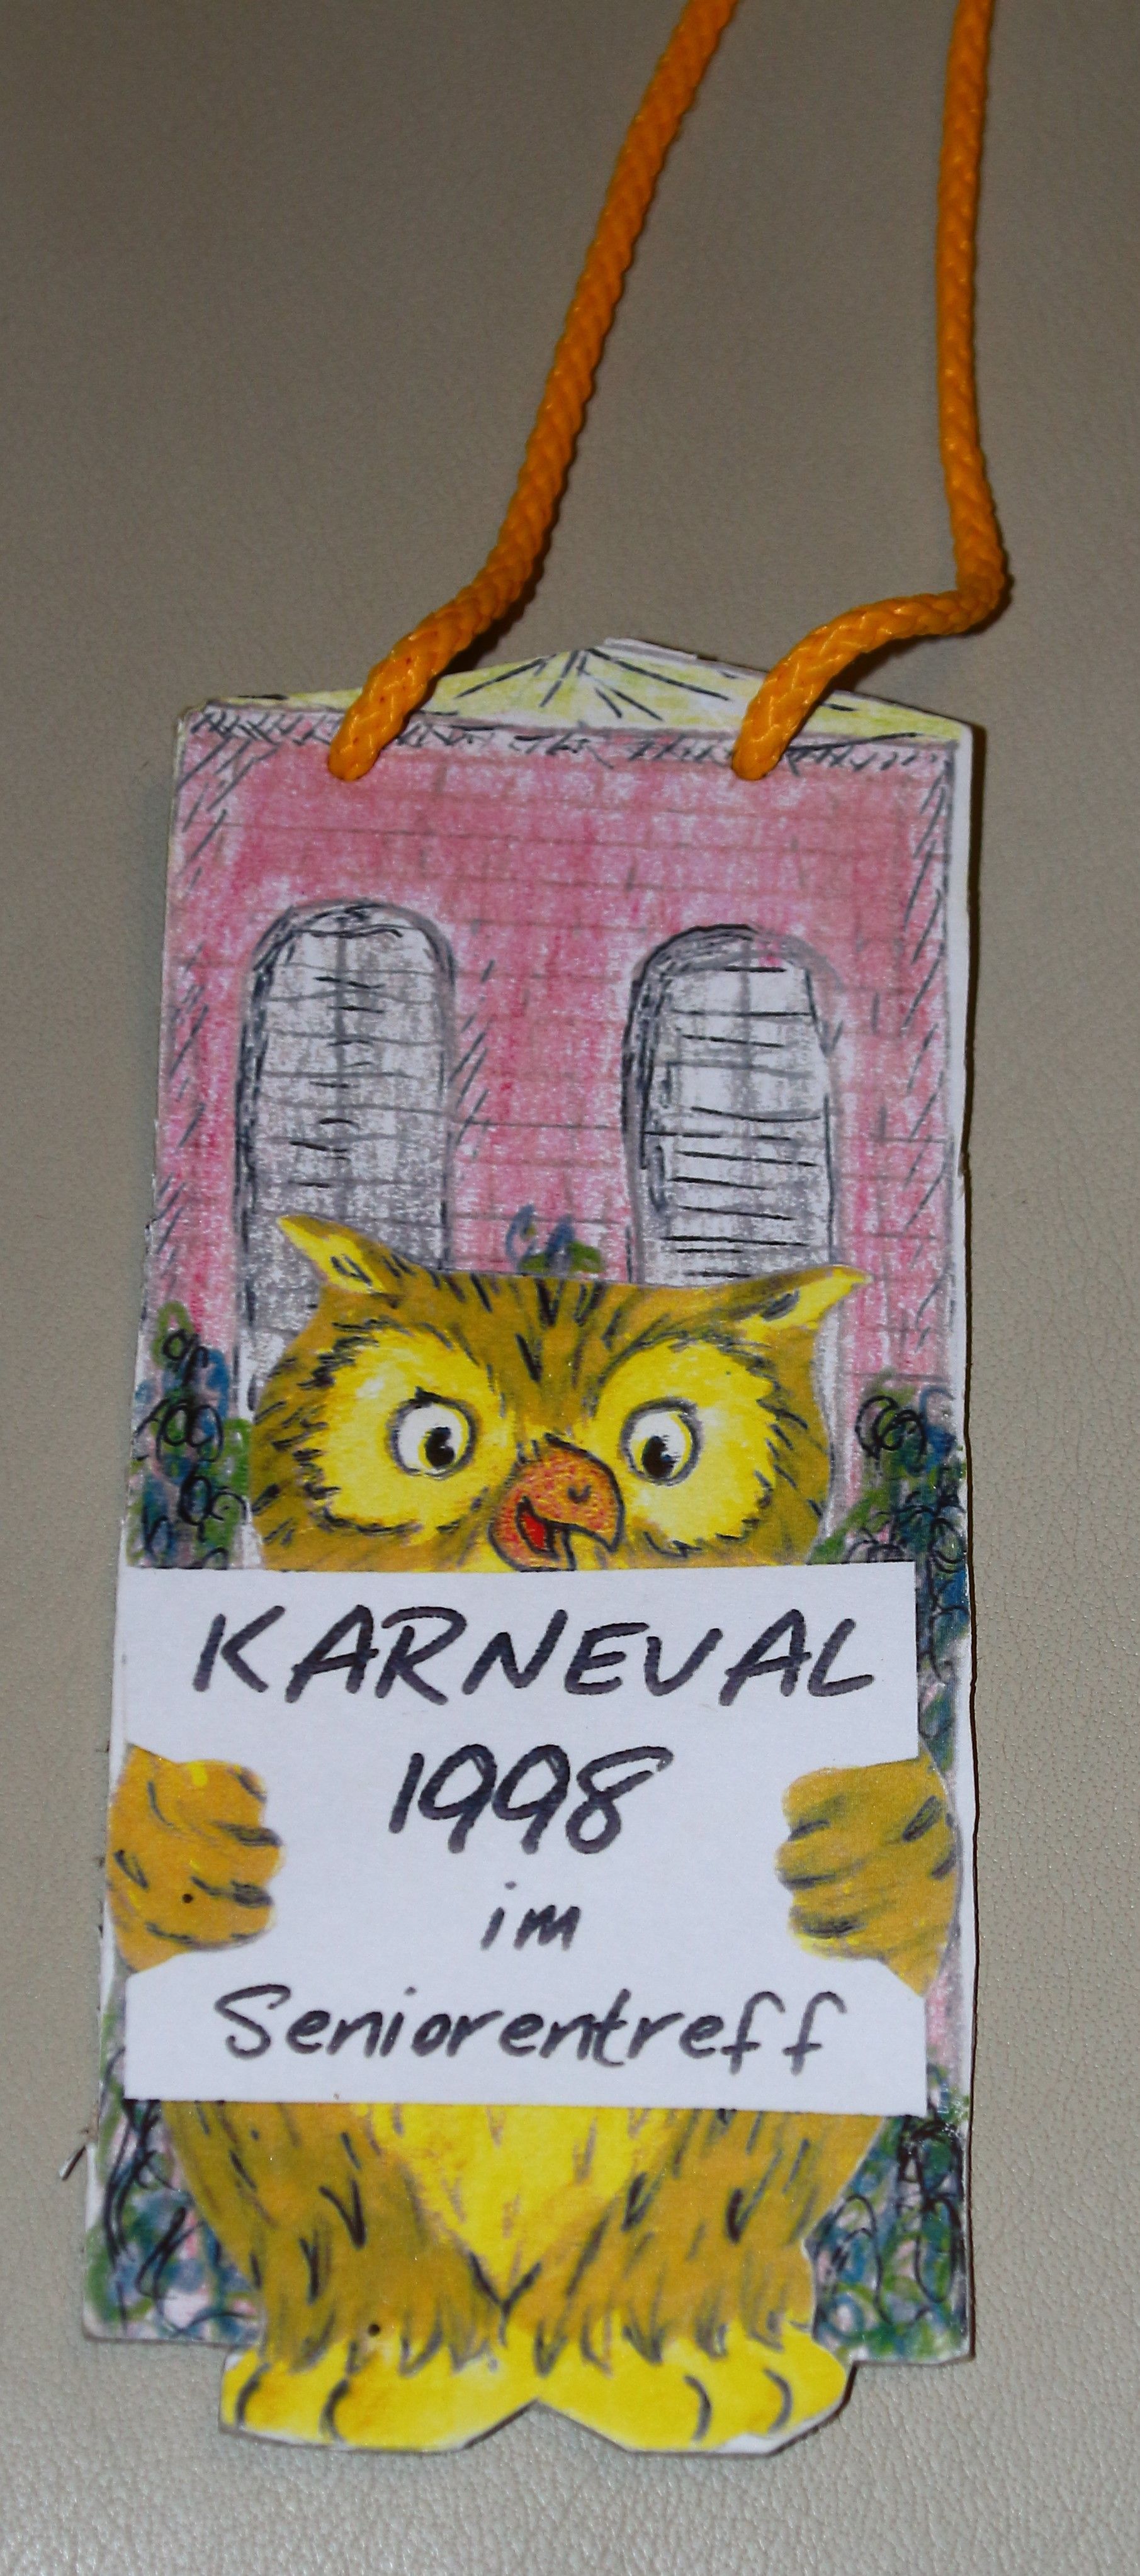 KARNEVAL
1998
im
Seniorentreff